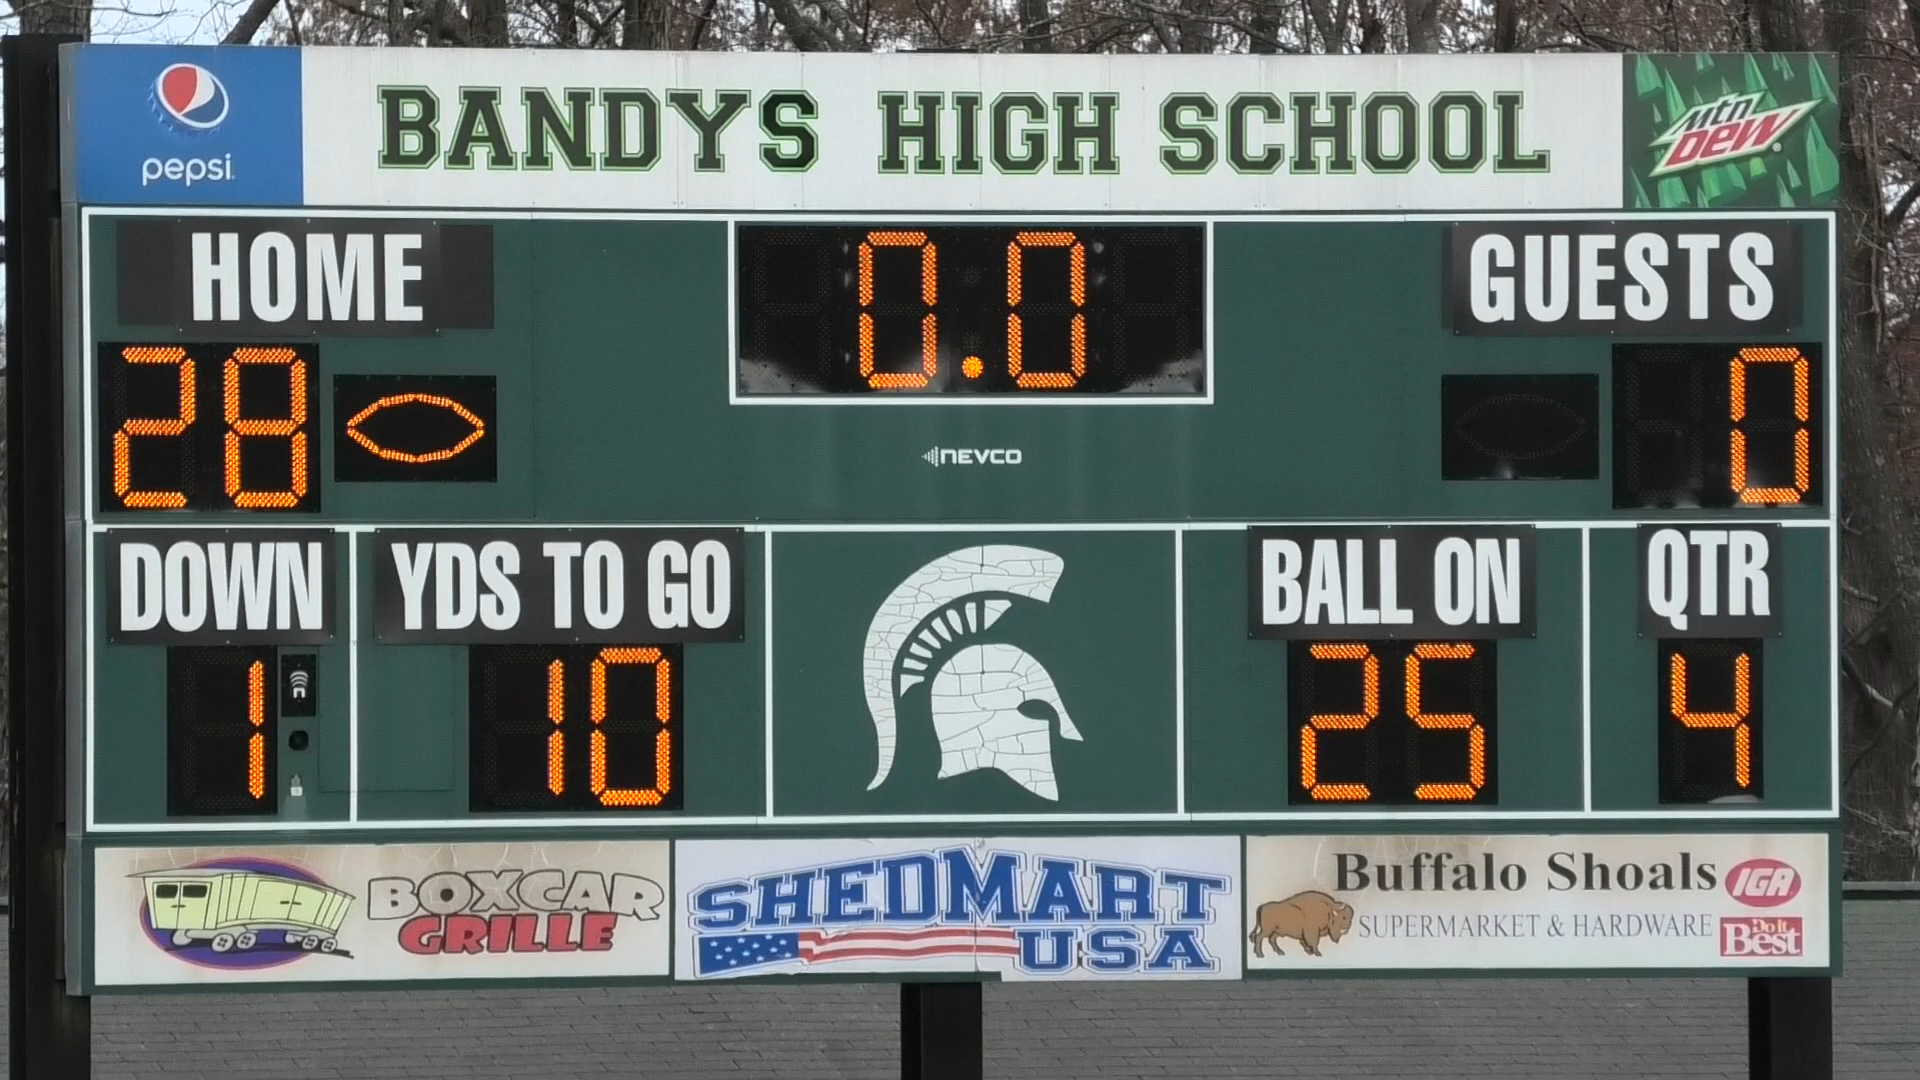 pepsi
BANDYS HIGH SCHOOL
Mtn
Dew
HOME
0.0
GUESTS
28
0
NEVCO
DOWN
YDS TO GO
BALL ON
QTR
1
10
25
4
BOXCAR
GRILLE
SHEDMART
USA
Buffalo Shoals
SUPERMARKET & HARDWARE
IGA
Do it
Best